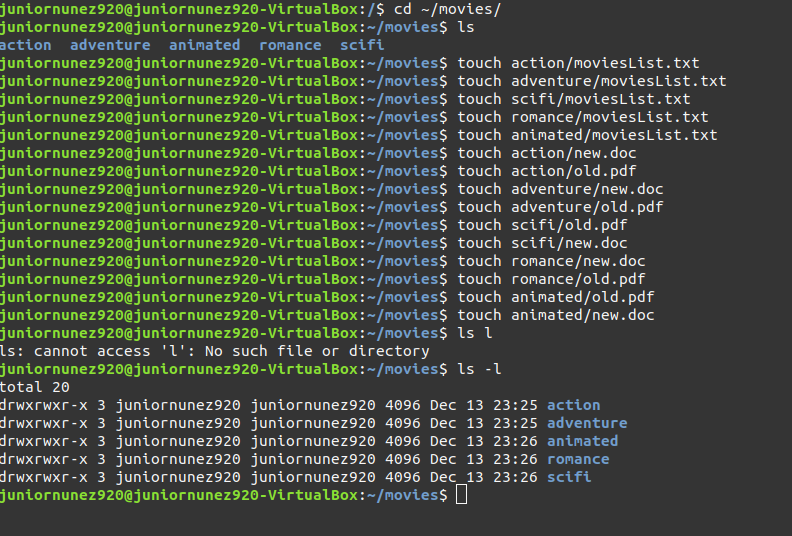 juniornunez920@juniornunez920-VirtualBox:/$ cd ~/movies/
juniornunez920@juniornunez920-VirtualBox:~/movies$ ls
action  adventure  animated  romance  scifi
juniornunez920@juniornunez920-VirtualBox:~/movies$ touch action/moviesList.txt
juniornunez920@juniornunez920-VirtualBox:~/movies$ touch adventure/moviesList.txt
juniornunez920@juniornunez920-VirtualBox:~/movies$ touch scifi/moviesList.txt
juniornunez920@juniornunez920-VirtualBox:~/movies$ touch romance/moviesList.txt
juniornunez920@juniornunez920-VirtualBox:~/movies$ touch animated/moviesList.txt
juniornunez920@juniornunez920-VirtualBox:~/movies$ touch action/new.doc
juniornunez920@juniornunez920-VirtualBox:~/movies$ touch action/old.pdf
juniornunez920@juniornunez920-VirtualBox:~/movies$ touch adventure/new.doc
juniornunez920@juniornunez920-VirtualBox:~/movies$ touch adventure/old.pdf
juniornunez920@juniornunez920-VirtualBox:~/movies$ touch scifi/old.pdf
juniornunez920@juniornunez920-VirtualBox:~/movies$ touch scifi/new.doc
juniornunez920@juniornunez920-VirtualBox:~/movies$ touch romance/new.doc
juniornunez920@juniornunez920-VirtualBox:~/movies$ touch romance/old.pdf
juniornunez920@juniornunez920-VirtualBox:~/movies$ touch animated/old.pdf
juniornunez920@juniornunez920-VirtualBox:~/movies$ touch animated/new.doc
juniornunez920@juniornunez920-VirtualBox:~/movies$ ls l
ls: cannot access 'l': No such file or directory
juniornunez920@juniornunez920-VirtualBox:~/movies$ ls -l
total 20
drwxrwxr-x 3 juniornunez920 juniornunez920 4096 Dec 13 23:25 action
drwxrwxr-x 3 juniornunez920 juniornunez920 4096 Dec 13 23:25 adventure
drwxrwxr-x 3 juniornunez920 juniornunez920 4096 Dec 13 23:26 animated
drwxrwxr-x 3 juniornunez920 juniornunez920 4096 Dec 13 23:26 romance
drwxrwxr-x 3 juniornunez920 juniornunez920 4096 Dec 13 23:26 scifi
juniornunez920@juniornunez920-VirtualBox:~/movies$